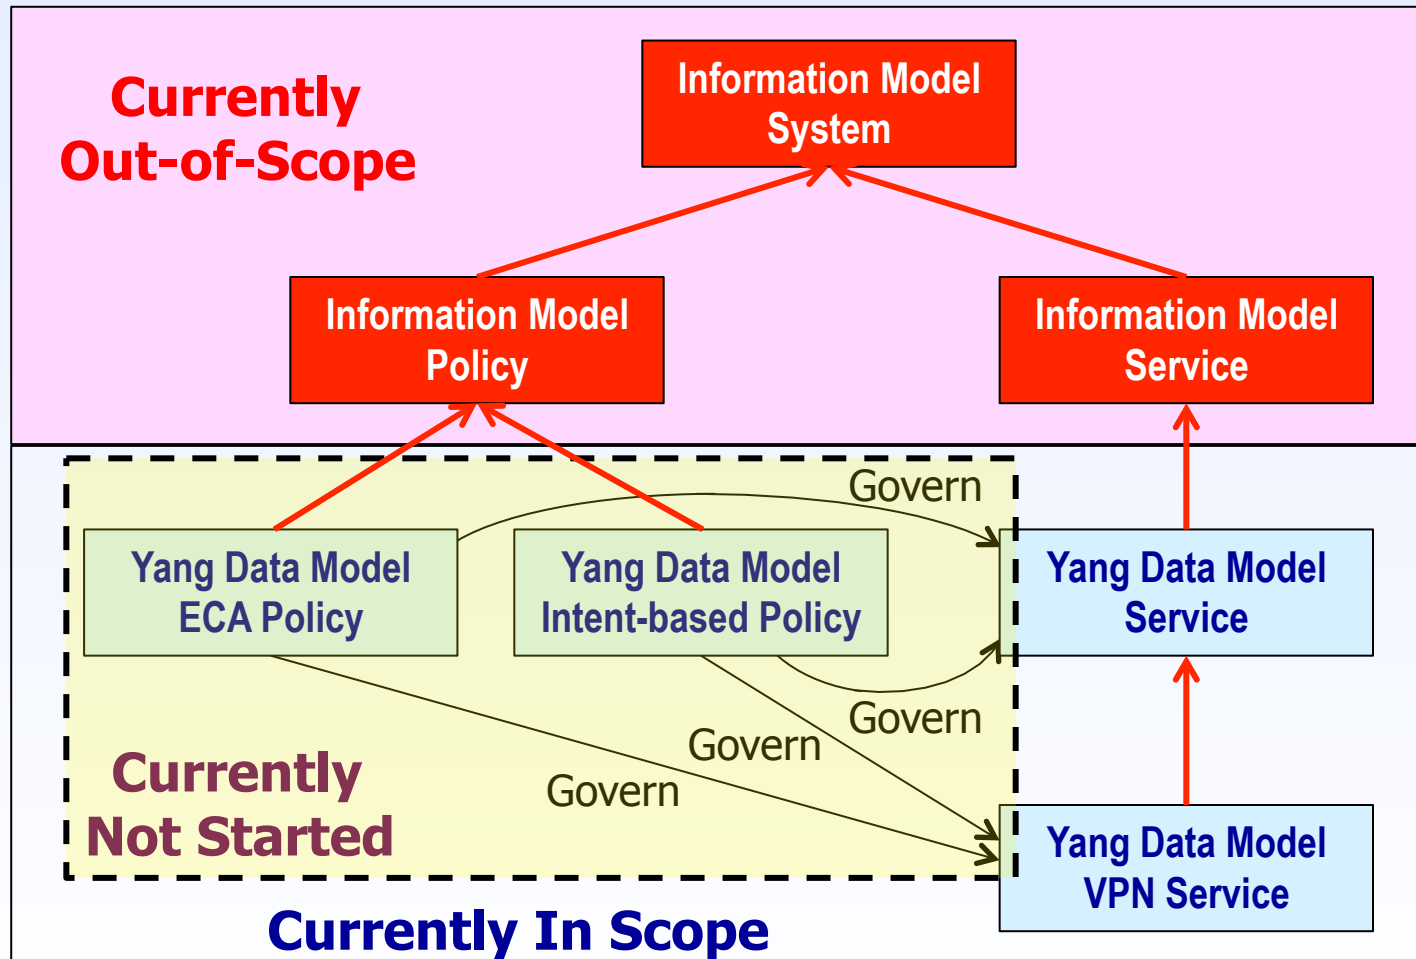 Information Model
System
Currently
Out-of-Scope
Information Model
Policy
Information Model
Service
Govern
Yang Data Model
ECA Policy
Yang Data Model
Intent-based Policy
Yang Data Model
Service
Govern
Govern
Govern
Currently
Not Started
Yang Data Model
VPN Service
Currently In Scope